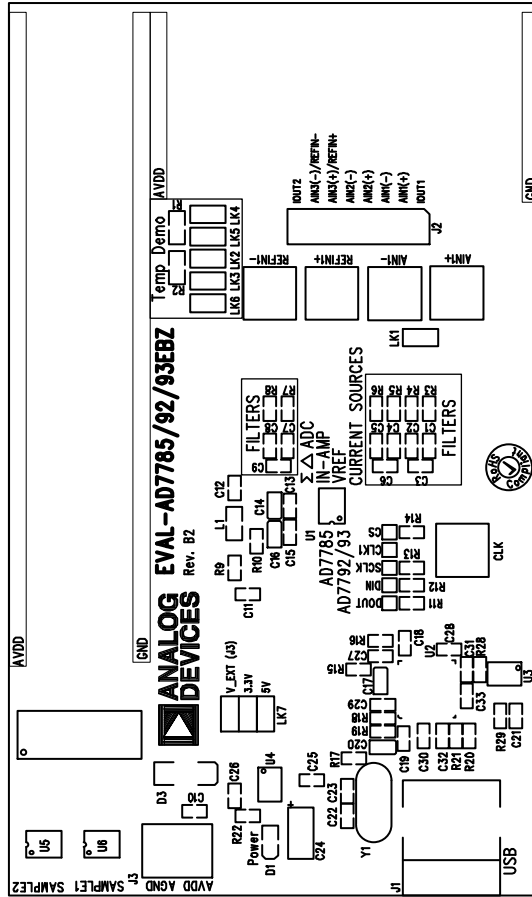 AVDD
GND
AVDD
GND
R1
Temp Demo
R2
LK4
LK5
LK2
LK3
LK6
IOUT2
AIN3(-)/REFIN-
AIN3(+)/REFIN+
AIN2(-)
AIN2(+)
AIN1(-)
AIN1(+)
IOUT1
J2
REFIN1-
REFIN1+
AIN1-
AIN1+
LK1
EVAL-AD7785/92/93EBZ
Rev. B2
ANALOG
DEVICES
FILTERS
R8
R7
C8
C7
C9
Σ△ ADC
IN-AMP
VREF
CURRENT SOURCES
R6
R5
R4
R3
C5
C4
C2
C1
C6
C3
FILTERS
C12
L1
C14
C13
R10
C16
C15
R9
C11
U1
AD7785
AD7792/93
CS
R14
CLK1
SCLK
R13
DIN
R12
DOUT
R11
CLK
RoHS
Compliant
V_EXT (J3)
3.3V
5V
LK7
R16
C27
R15
C17
C18
U2
C28
C31
R28
U3
C33
C29
R18
R19
C20
C19
C30
C32
R21
R20
R29
C21
R17
D3
C10
C26
U4
C25
R22
Power
D1
C24
+
C23
C22
Y1
U5
U6
SAMPLE2
SAMPLE1
J3
AGND
AVDD
J1
USB